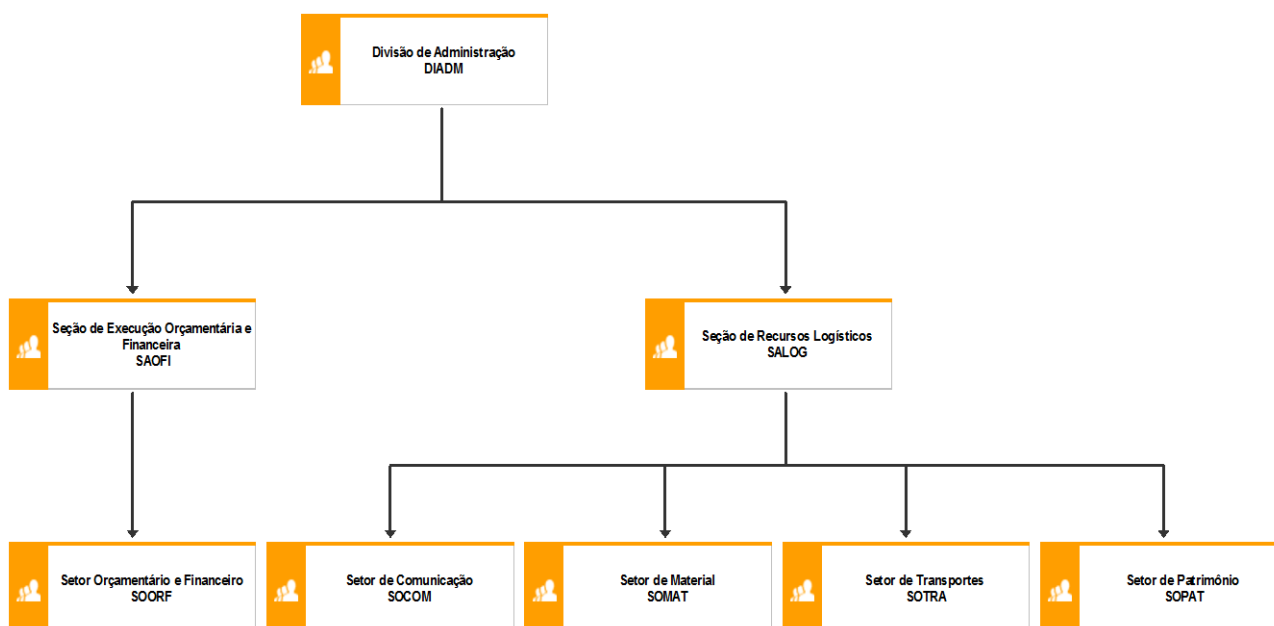 Divisão de Administração
DIADM
Seção de Execução Orçamentária e
Financeira
SAOFI
Seção de Recursos Logísticos
SALOG
Setor Orçamentário e Financeiro
SOORF
Setor de Comunicação
SOCOM
Setor de Material
SOMAT
Setor de Transportes
SOTRA
Setor de Patrimônio
SOPAT